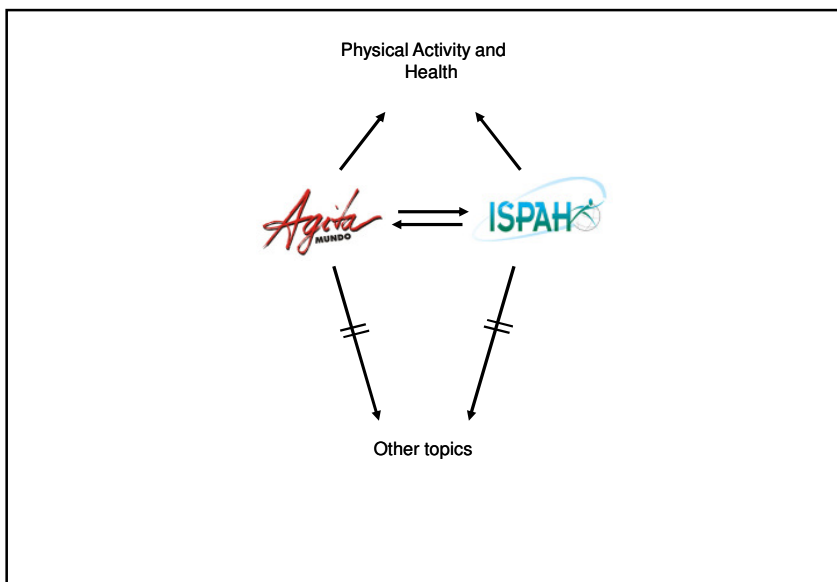 Physical Activity and
Health
Agita
MUNDO
ISPAH
Other topics